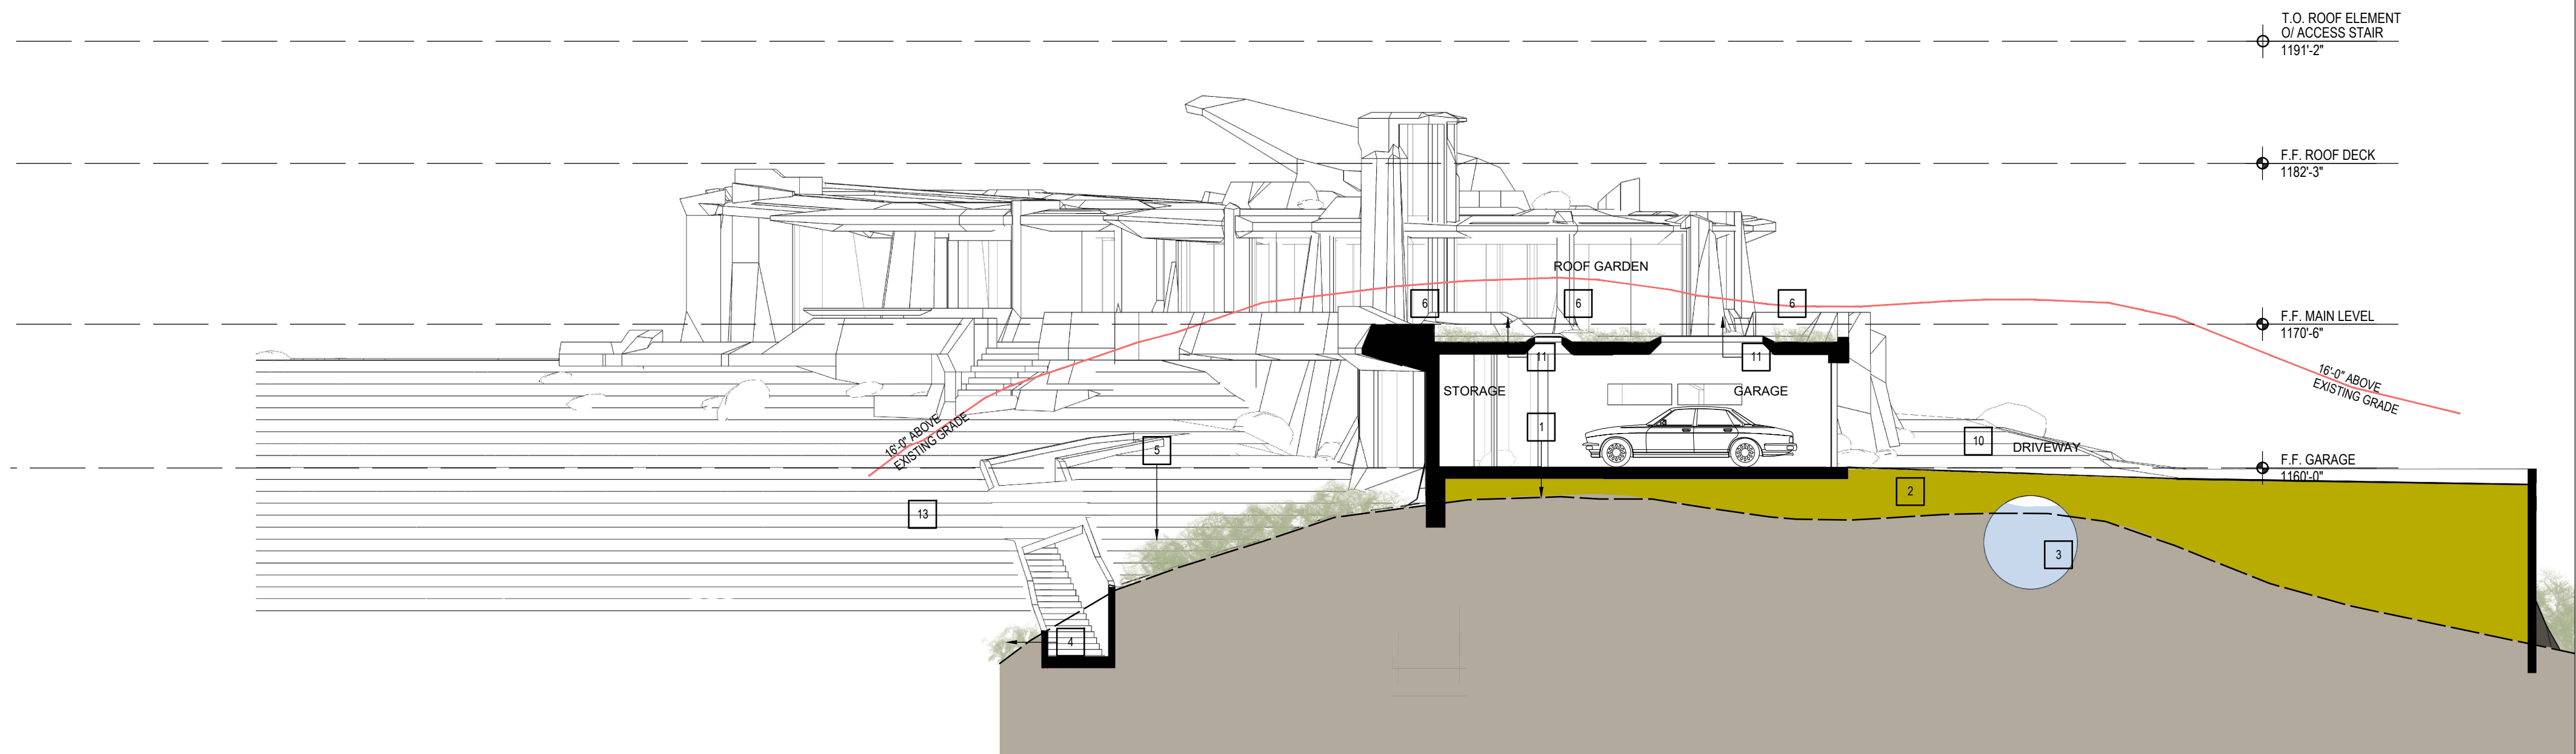 T.O. ROOF ELEMENT
O/ ACCESS STAIR
1191'-2"
F.F. ROOF DECK
1182'-3"
ROOF GARDEN
6
6
6
F.F. MAIN LEVEL
1170'-6"
11
11
16'-0" ABOVE
EXISTING GRADE
STORAGE
GARAGE
16'-0" ABOVE
EXISTING GRADE
1
5
10
DRIVEWAY
F.F. GARAGE
1160'-0"
2
13
3
4